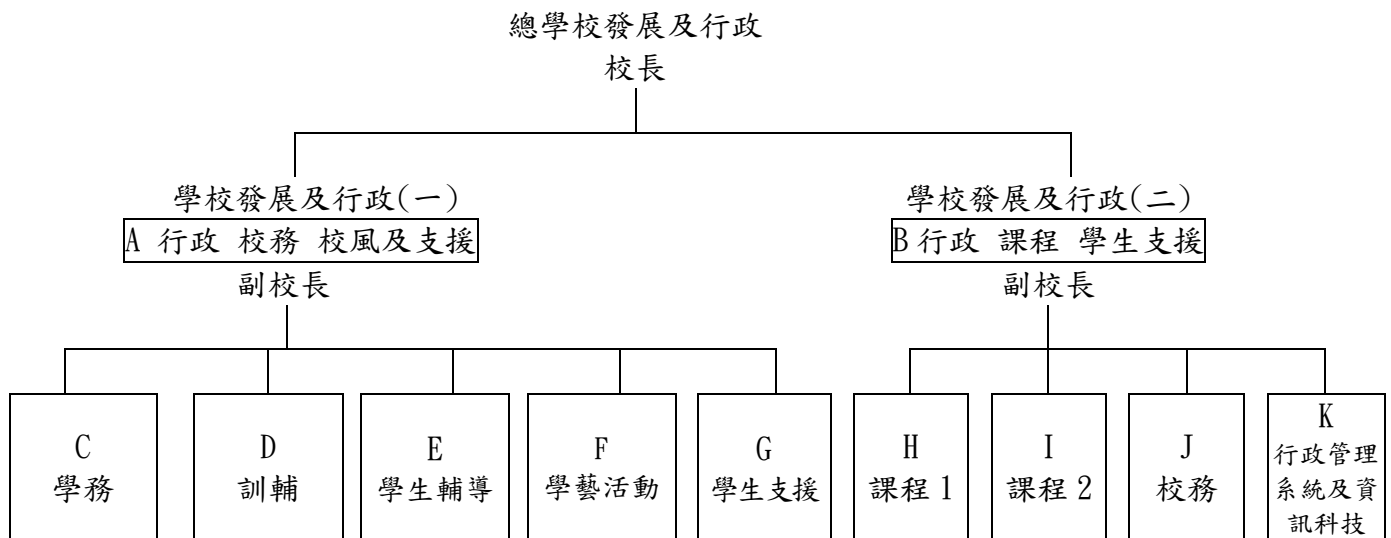 總學校發展及行政
校長
學校發展及行政(一)
A 行政 校務 校風及支援
副校長
學校發展及行政(二)
B 行政 課程 學生支援
副校長
C
學務
D
訓輔
E
學生輔導
F
學藝活動
G
學生支援
H
課程 1
I
課程 2
J
校務
K
行政管理
系統及資
訊科技